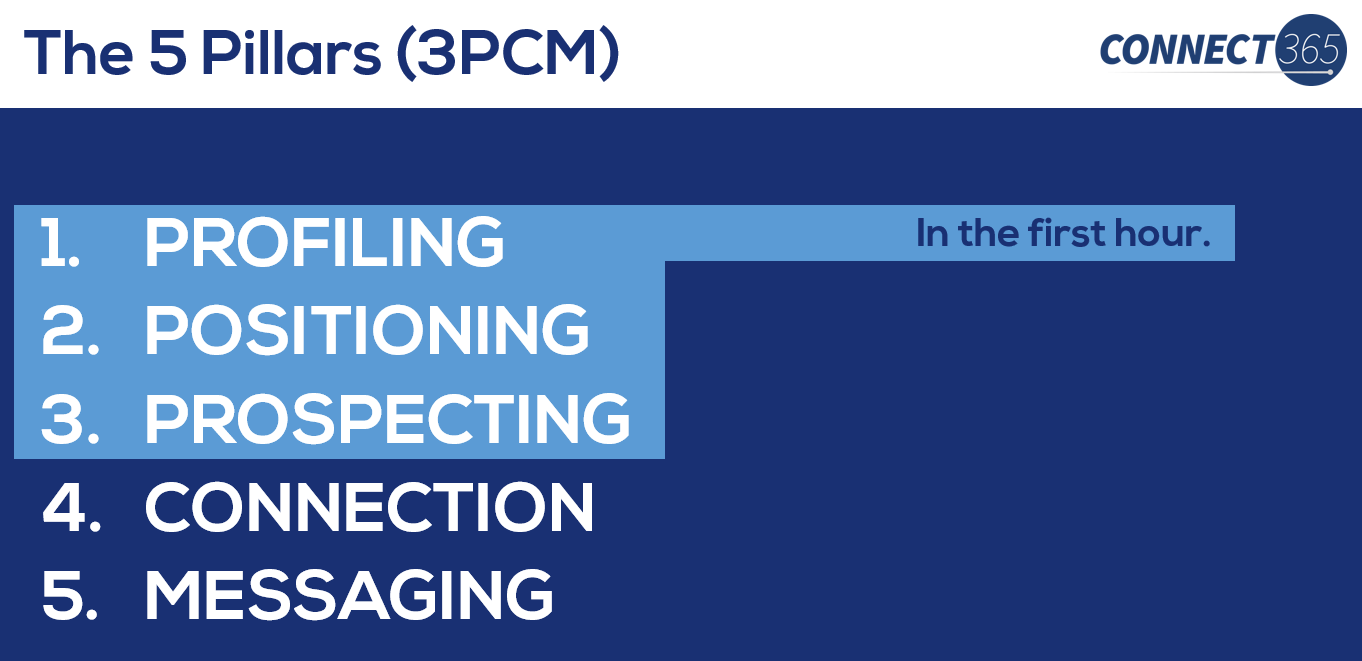 The 5 Pillars (3PCM)
CONNECT365
1. PROFILING
In the first hour.
2. POSITIONING
3. PROSPECTING
4. CONNECTION
5. MESSAGING